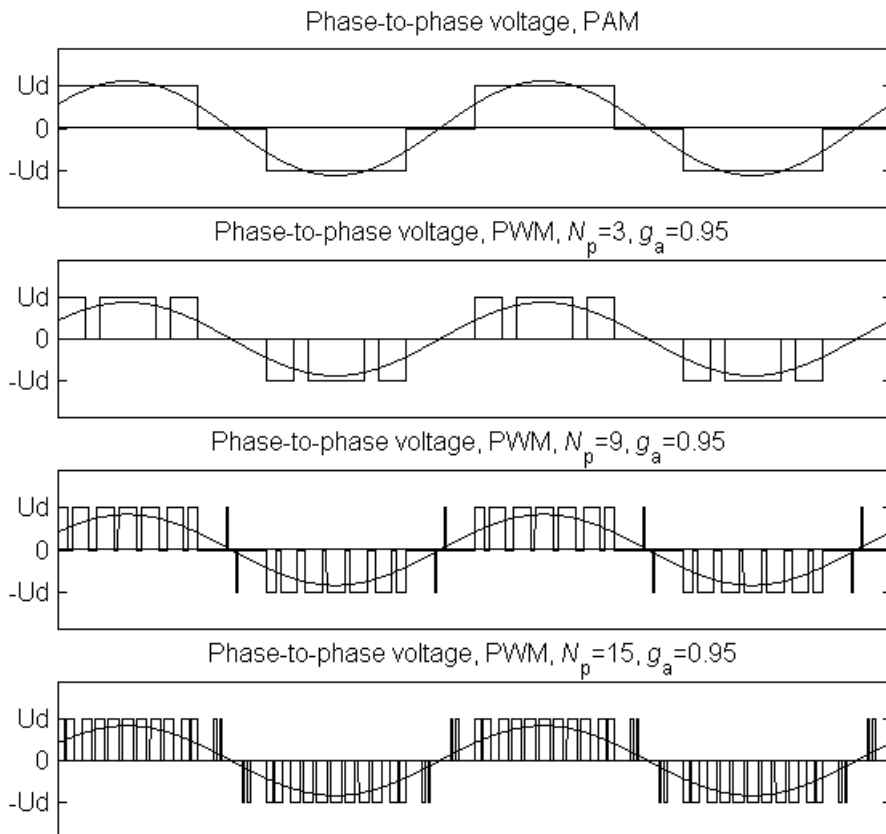 Phase-to-phase voltage, PAM
Ud
0
-Ud
Phase-to-phase voltage, PWM, Np=3, ga=0.95
Ud
0
-Ud
Phase-to-phase voltage, PWM, Np=9, ga=0.95
Ud
0
-Ud
Phase-to-phase voltage, PWM, Np=15, ga=0.95
Ud
0
-Ud